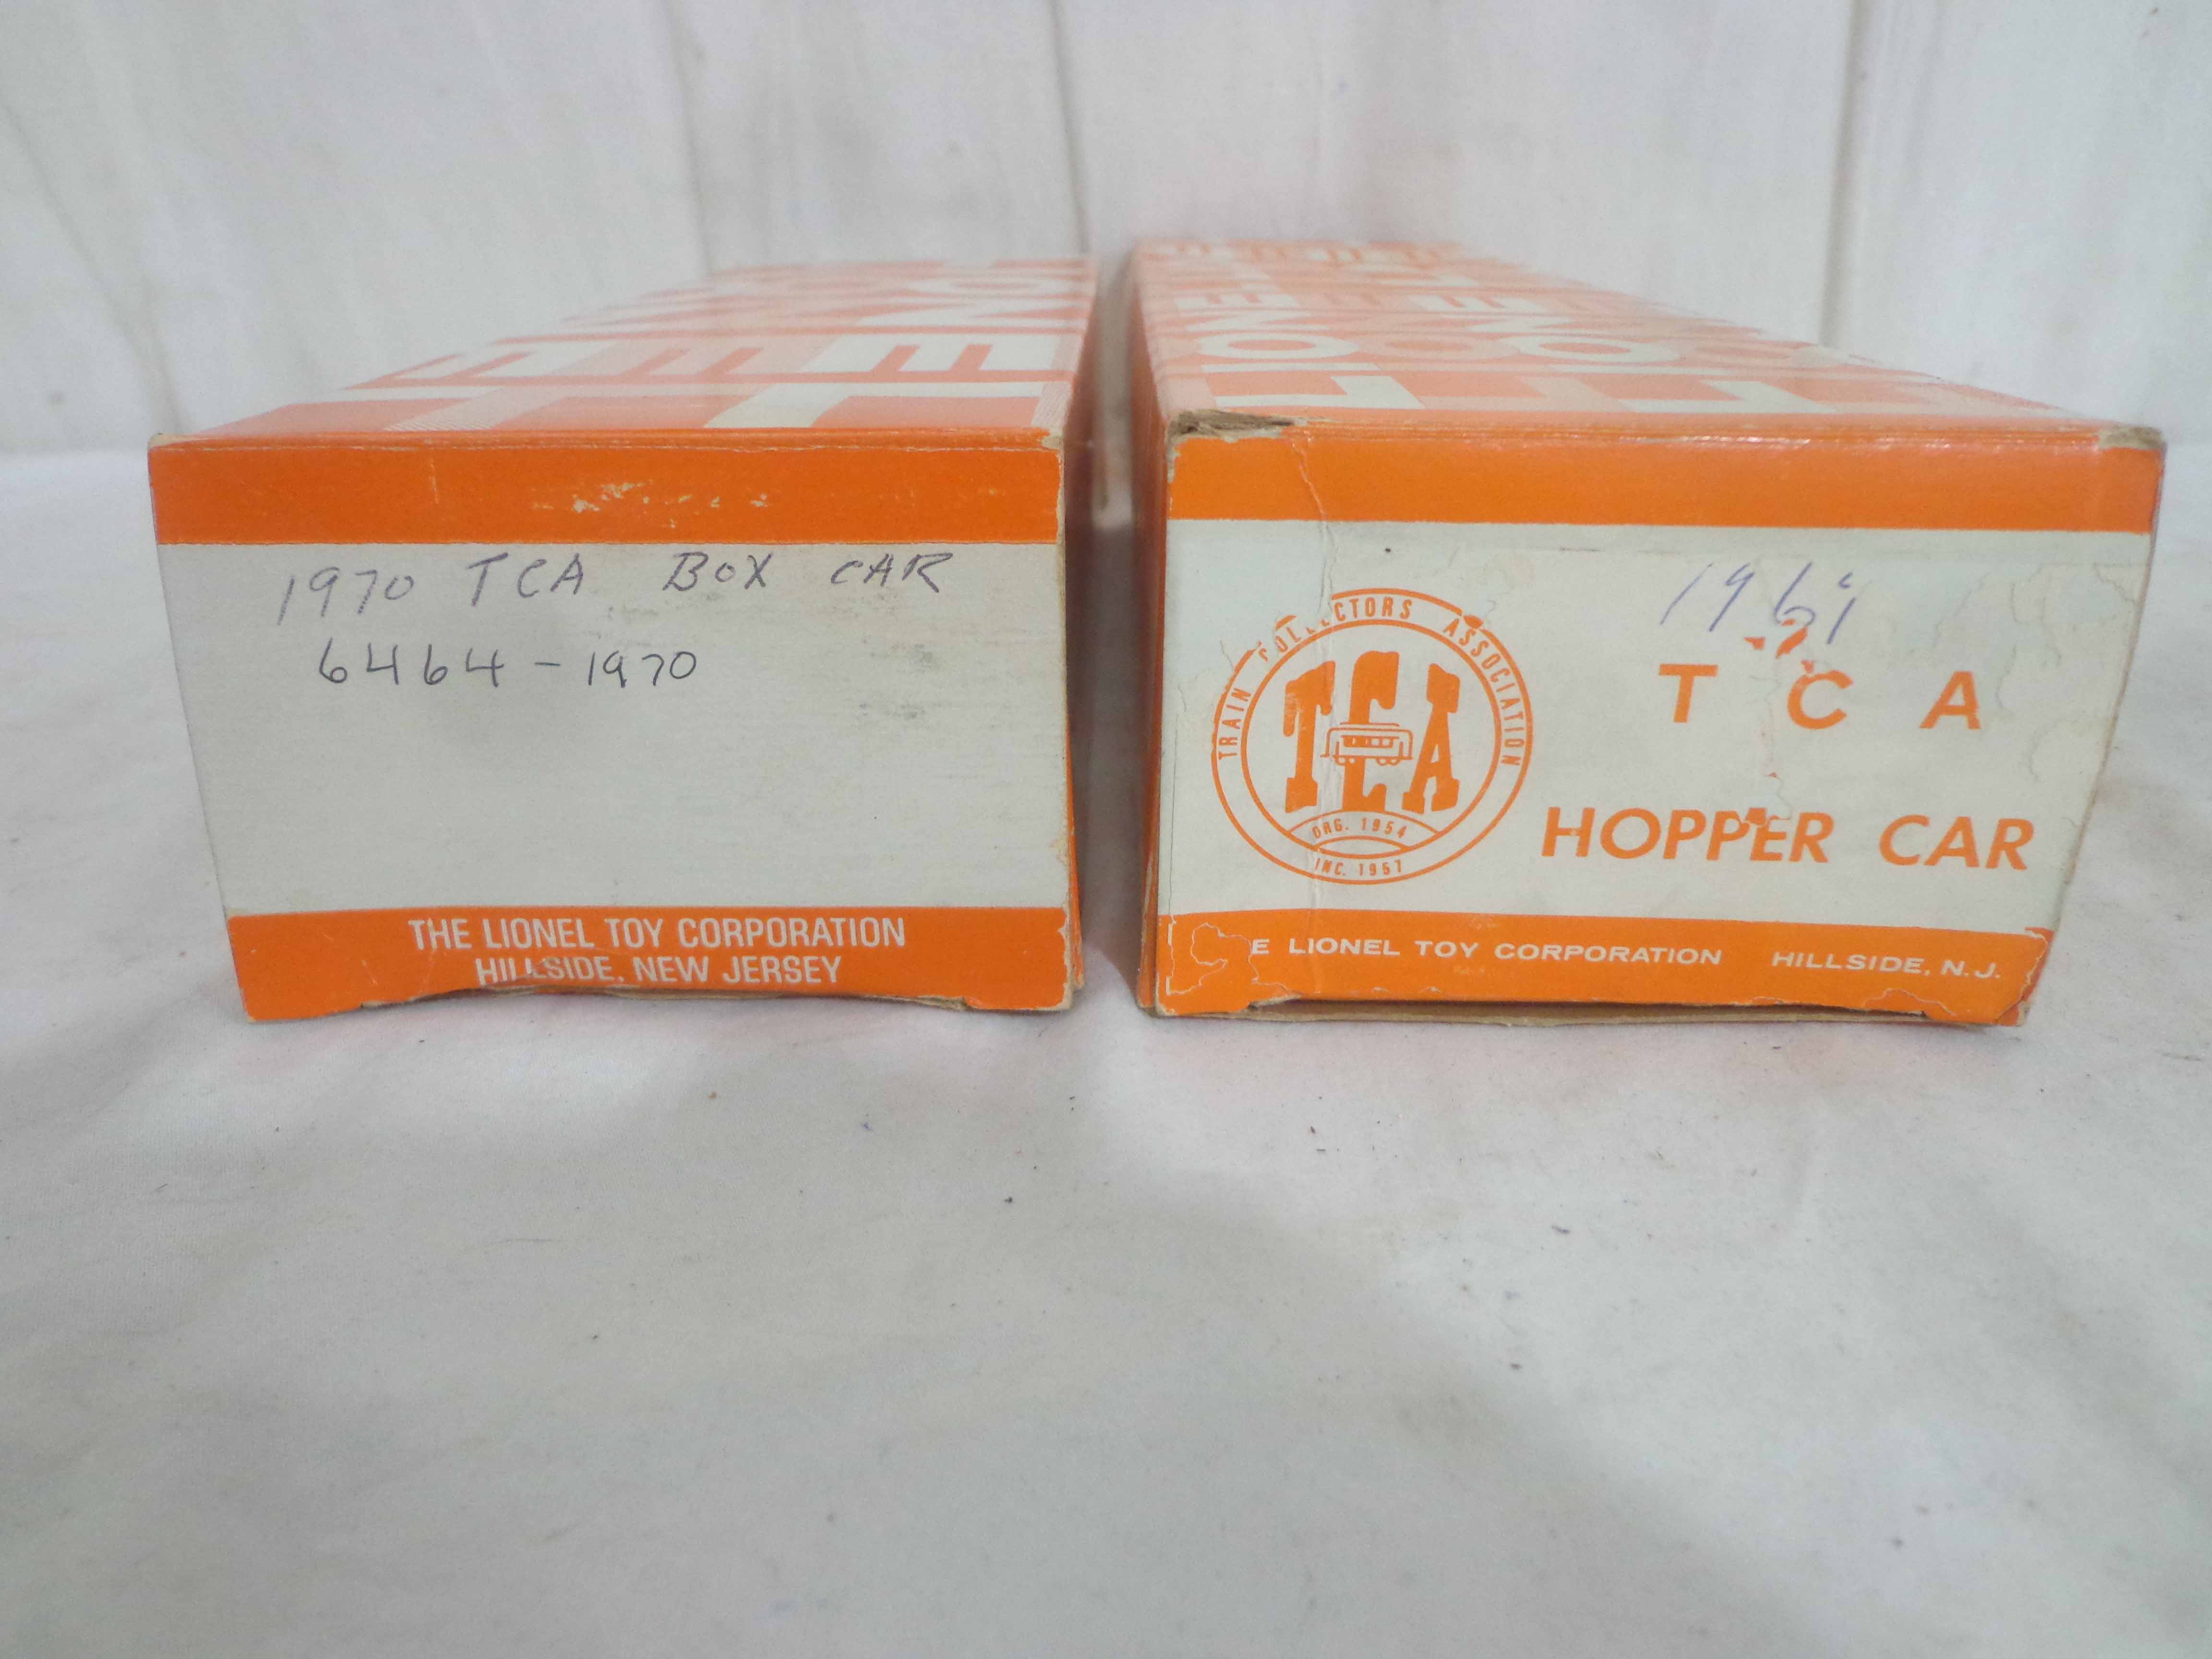 1970 TCA BOX CAR
6464-1970
THE LIONEL TOY CORPORATION
HILLSIDE, NEW JERSEY
1969
TRAIN COLLECTORS ASSOCIATION
TCA
ORG. 1954
INC. 1957
T C A
HOPPER CAR
E LIONEL TOY CORPORATION HILLSIDE, N.J.